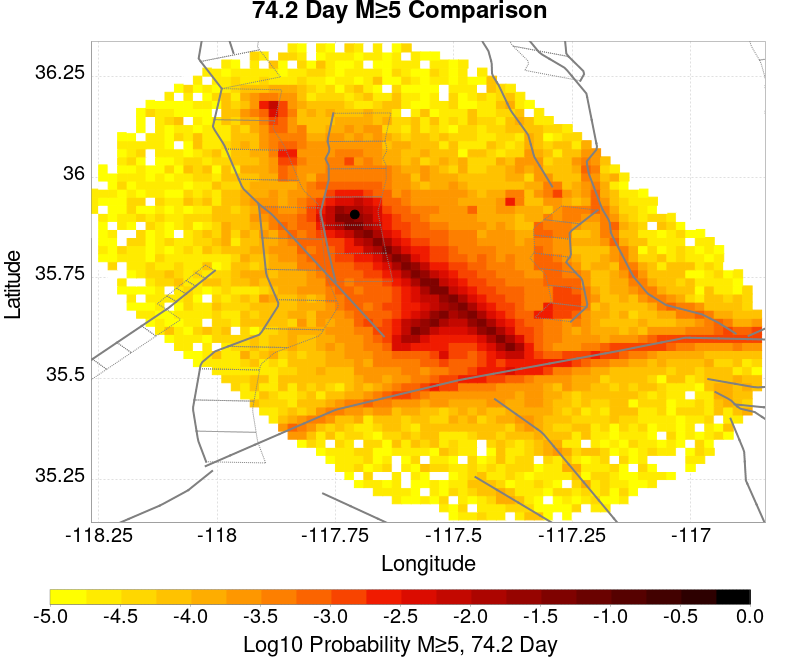 74.2 Day M≥5 Comparison
36.25
36
35.75
35.5
35.25
Latitude
-118.25 -118 -117.75 -117.5 -117.25 -117
Longitude
-5.0 -4.5 -4.0 -3.5 -3.0 -2.5 -2.0 -1.5 -1.0 -0.5 0.0
Log10 Probability M≥5, 74.2 Day